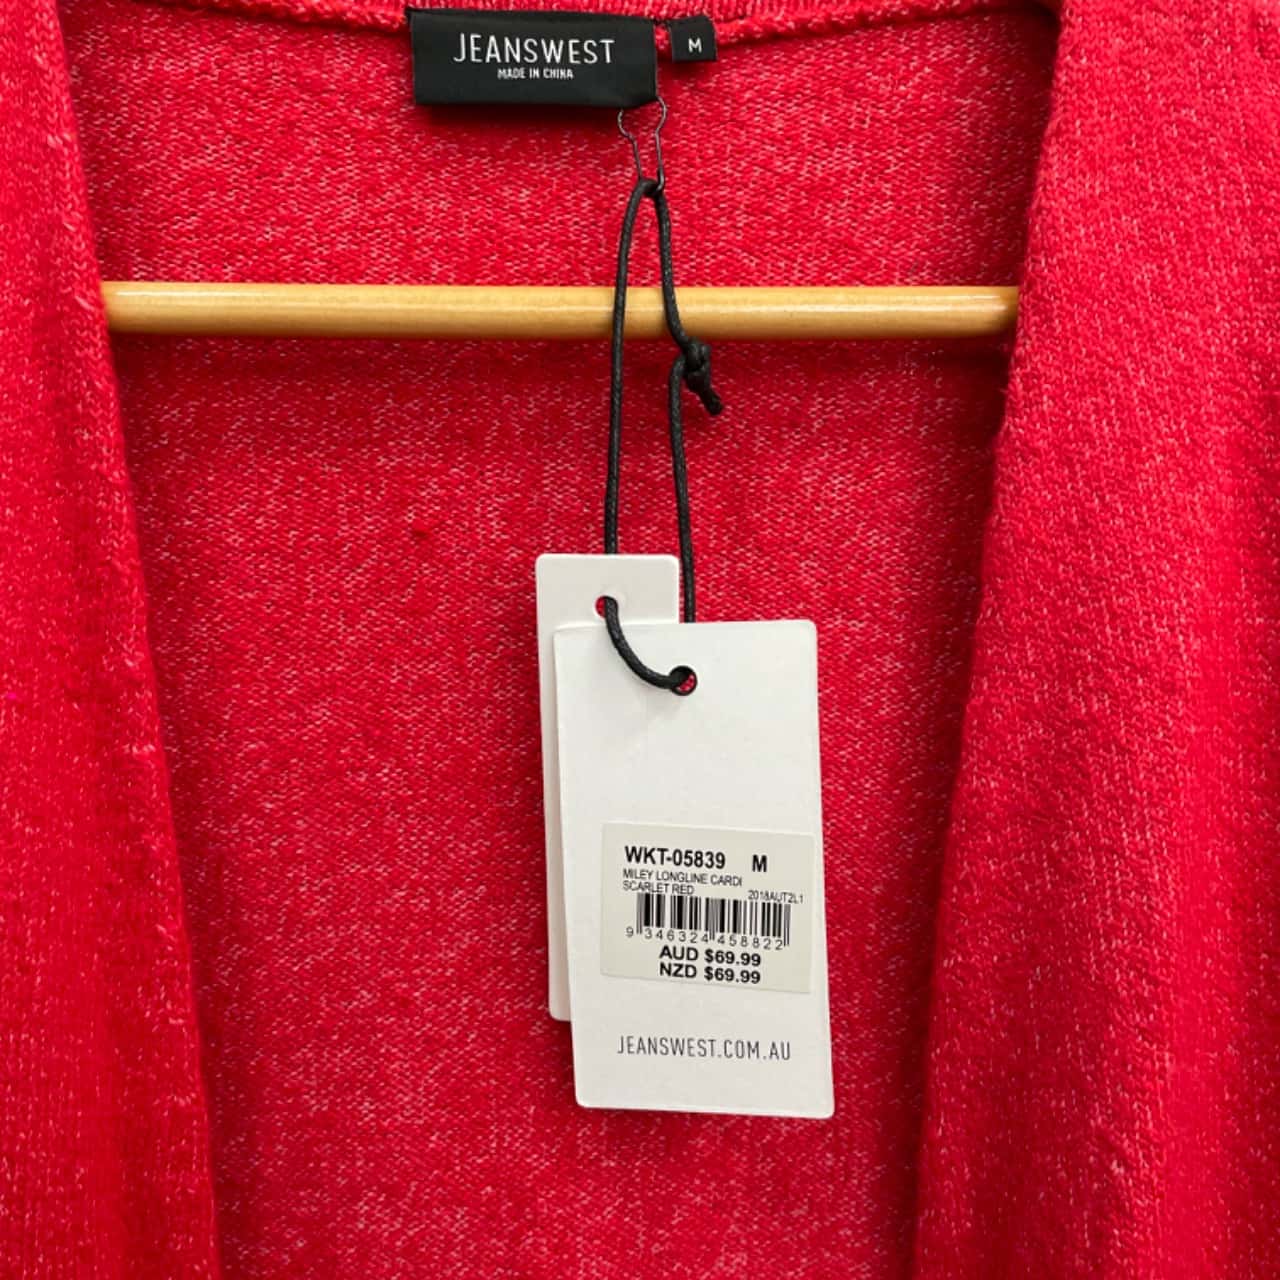 JEANSWEST
MADE IN CHINA
M
WKT-05839 M
MILEY LONGLINE CARDI
SCARLET RED 2018AUT2L1
9 346324 458822
AUD $69.99
NZD $69.99
JEANSWEST.COM.AU